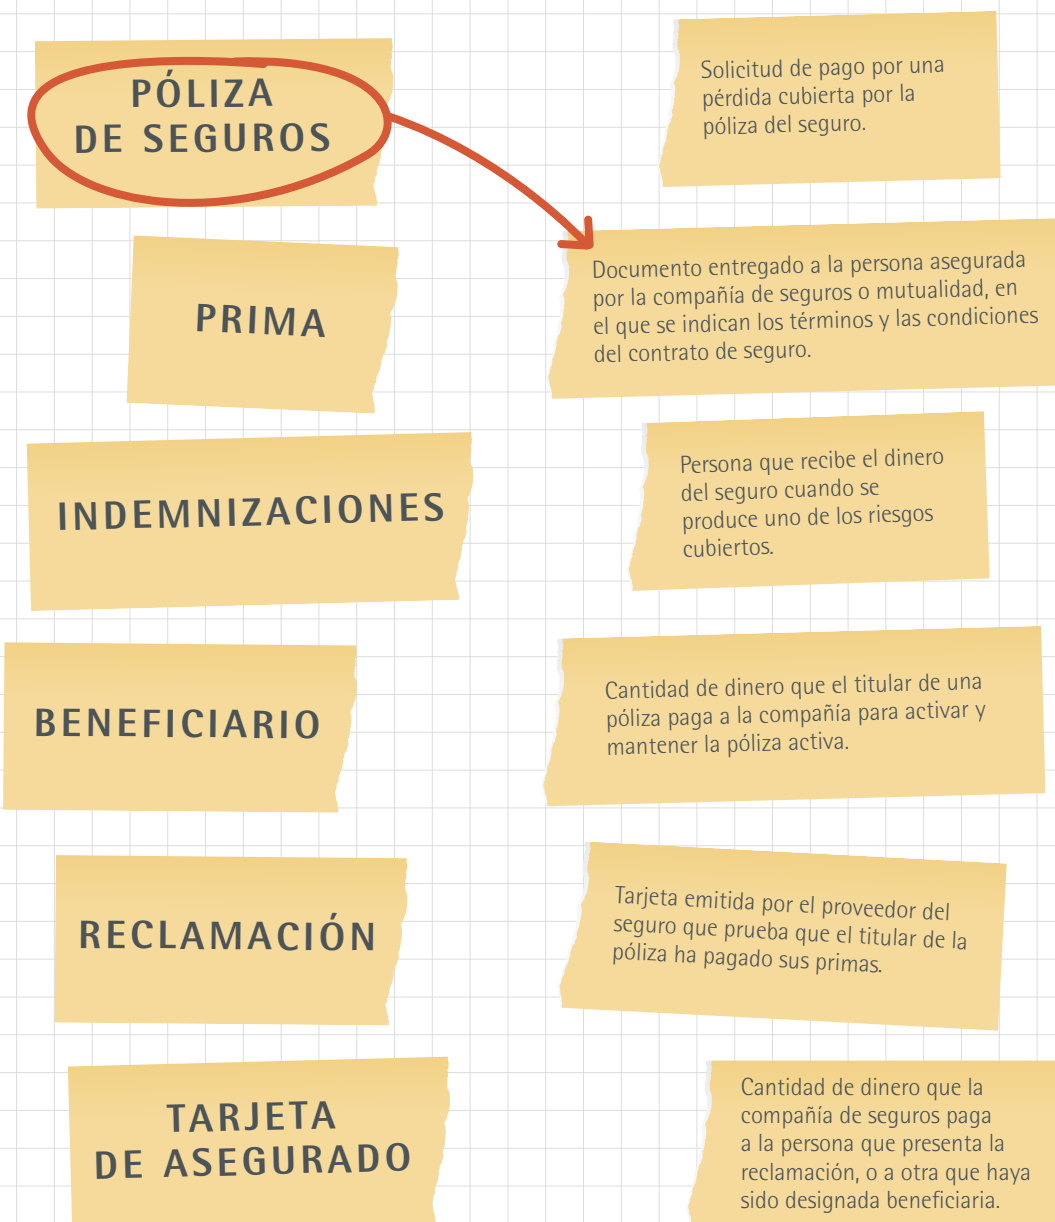 PÓLIZA
DE SEGUROS
Solicitud de pago por una
pérdida cubierta por la
póliza del seguro.
PRIMA
Documento entregado a la persona asegurada
por la compañía de seguros o mutualidad, en
el que se indican los términos y las condiciones
del contrato de seguro.
INDEMNIZACIONES
Persona que recibe el dinero
del seguro cuando se
produce uno de los riesgos
cubiertos.
BENEFICIARIO
Cantidad de dinero que el titular de una
póliza paga a la compañía para activar y
mantener la póliza activa.
RECLAMACIÓN
Tarjeta emitida por el proveedor del
seguro que prueba que el titular de la
póliza ha pagado sus primas.
TARJETA
DE ASEGURADO
Cantidad de dinero que la
compañía de seguros paga
a la persona que presenta la
reclamación, o a otra que haya
sido designada beneficiaria.